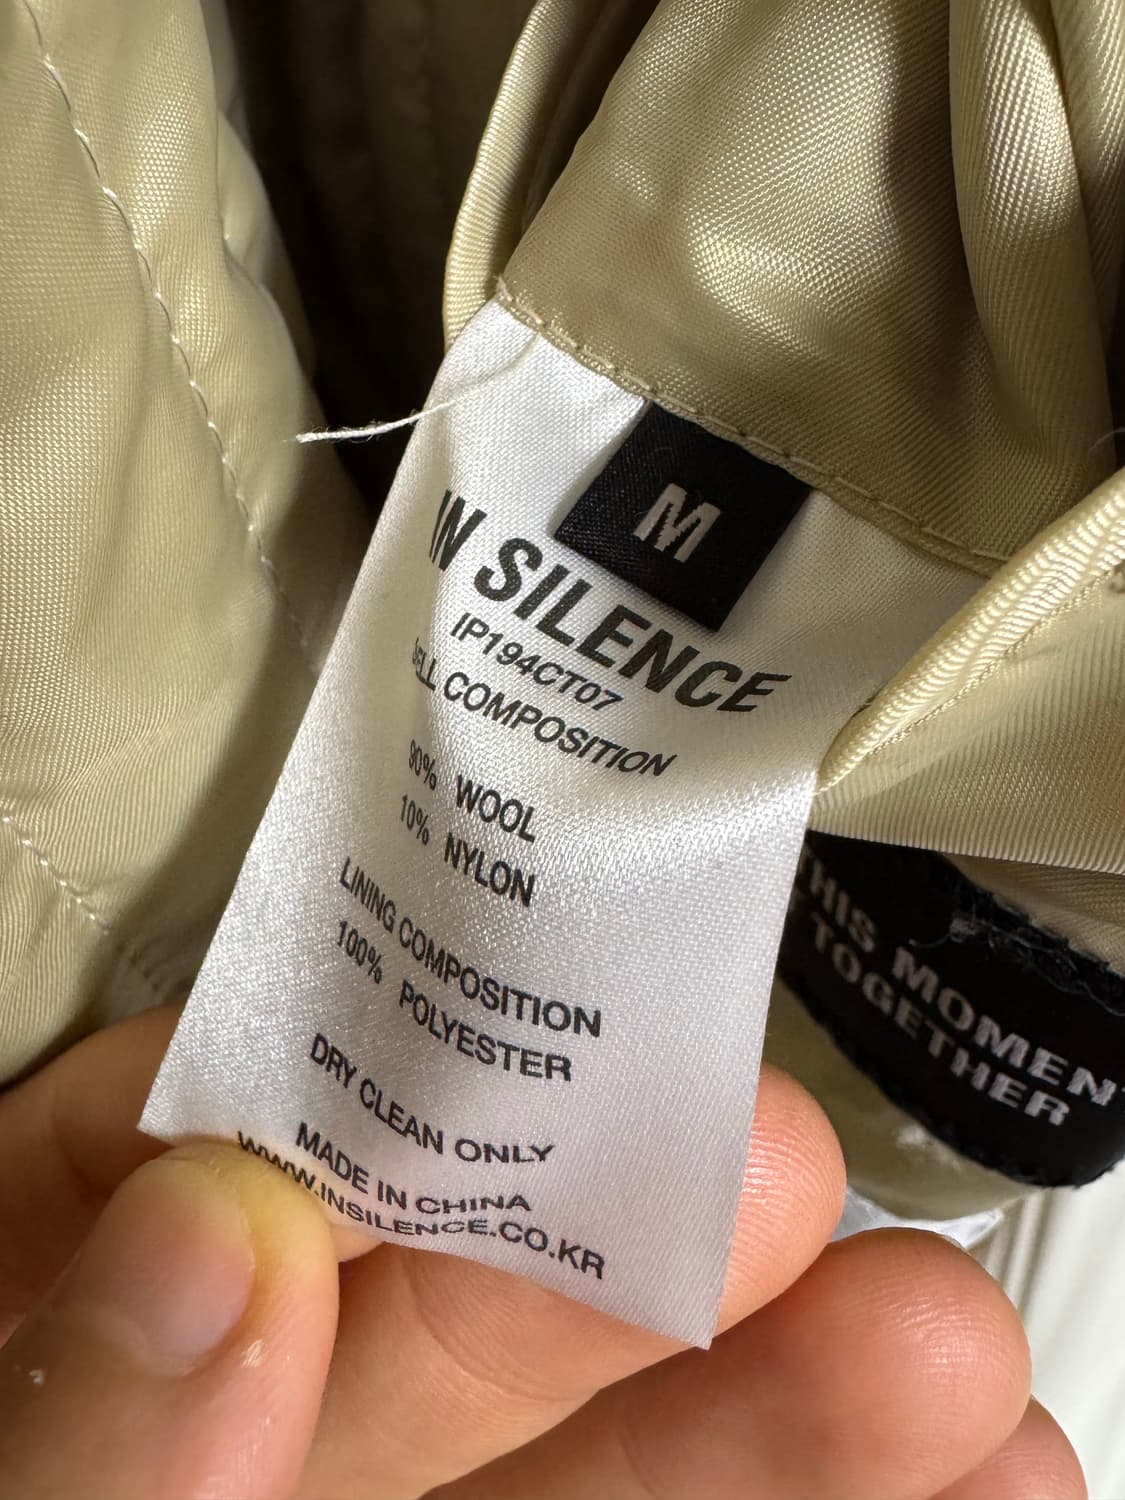 M
IN SILENCE
IP194CT07
ELL COMPOSITION
90% WOOL
10% NYLON
LINING COMPOSITION
100% POLYESTER
DRY CLEAN ONLY
MADE IN CHINA
WWW.INSILENCE.CO.KR
THIS MOMENT
TOGETHER